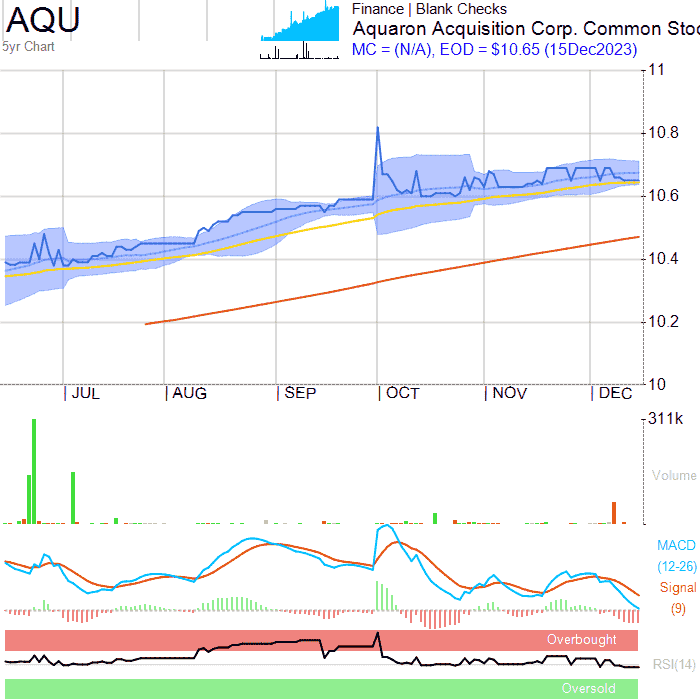 AQU
5yr Chart
Finance | Blank Checks
Aquaron Acquisition Corp. Common Stoc
MC = (N/A), EOD = $10.65 (15Dec2023)
11
10.8
10.6
10.4
10.2
10
JUL AUG SEP OCT NOV DEC
311k
Volume
MACD
(12-26)
Signal
(9)
Overbought
RSI(14)
Oversold